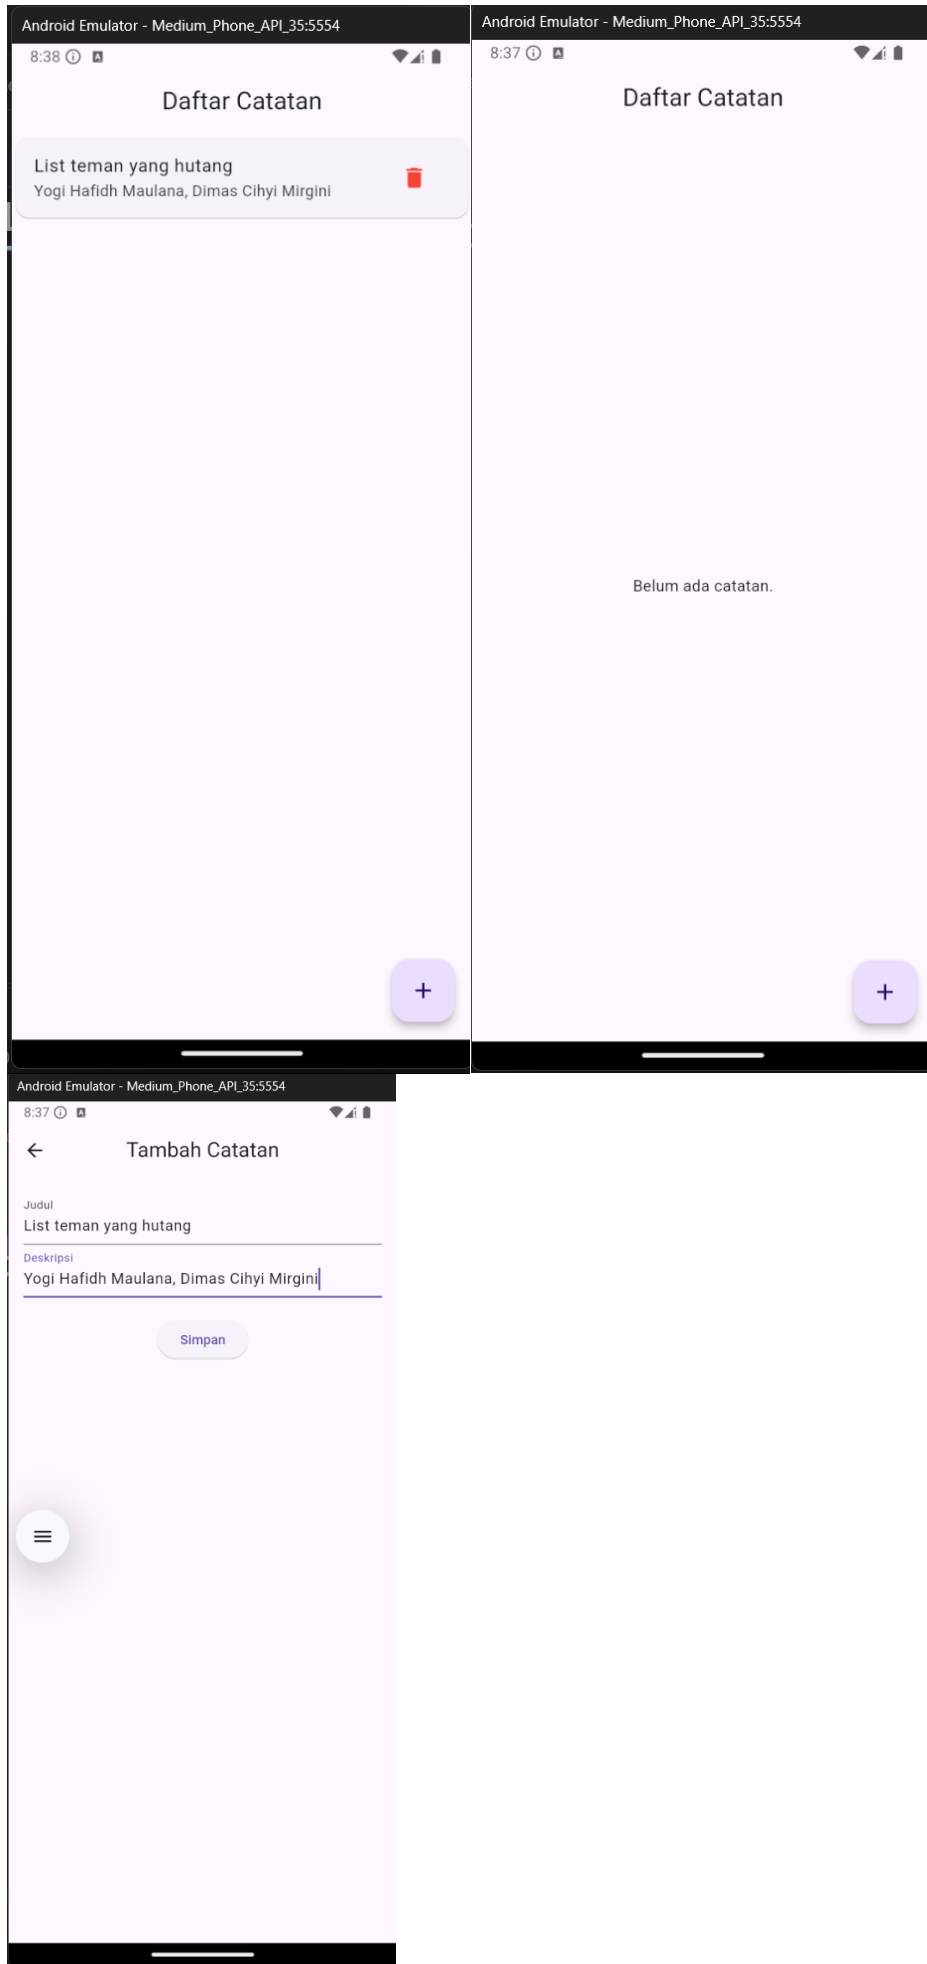 Android Emulator - Medium_Phone_API_35:5554
8:38
Daftar Catatan
List teman yang hutang
Yogi Hafidh Maulana, Dimas Cihyi Mirgini
+
Android Emulator - Medium_Phone_API_35:5554
8:37
Daftar Catatan
Belum ada catatan.
+
Android Emulator - Medium_Phone_API_35:5554
8:37
Tambah Catatan
Judul
List teman yang hutang
Deskripsi
Yogi Hafidh Maulana, Dimas Cihyi Mirgini
Simpan